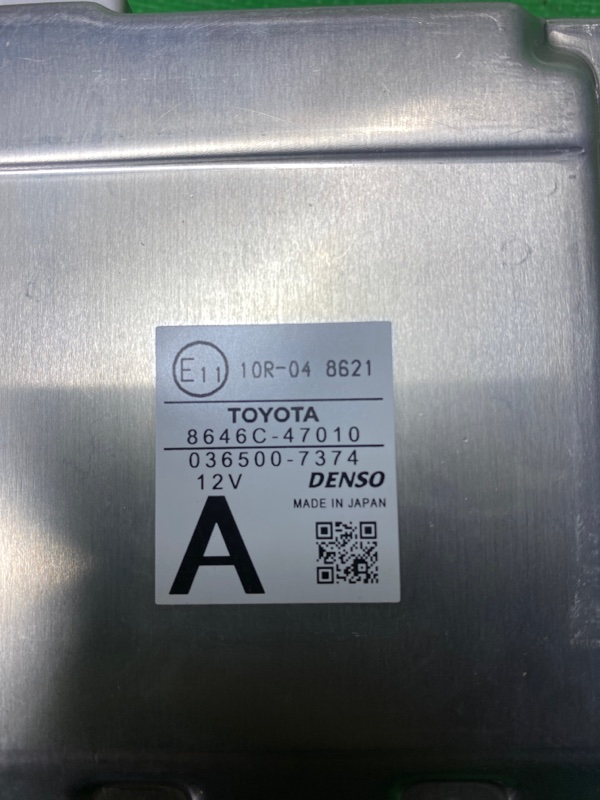 E11 10R-04 8621
TOYOTA
8646C-47010
036500-7374
12V DENSO
MADE IN JAPAN
A